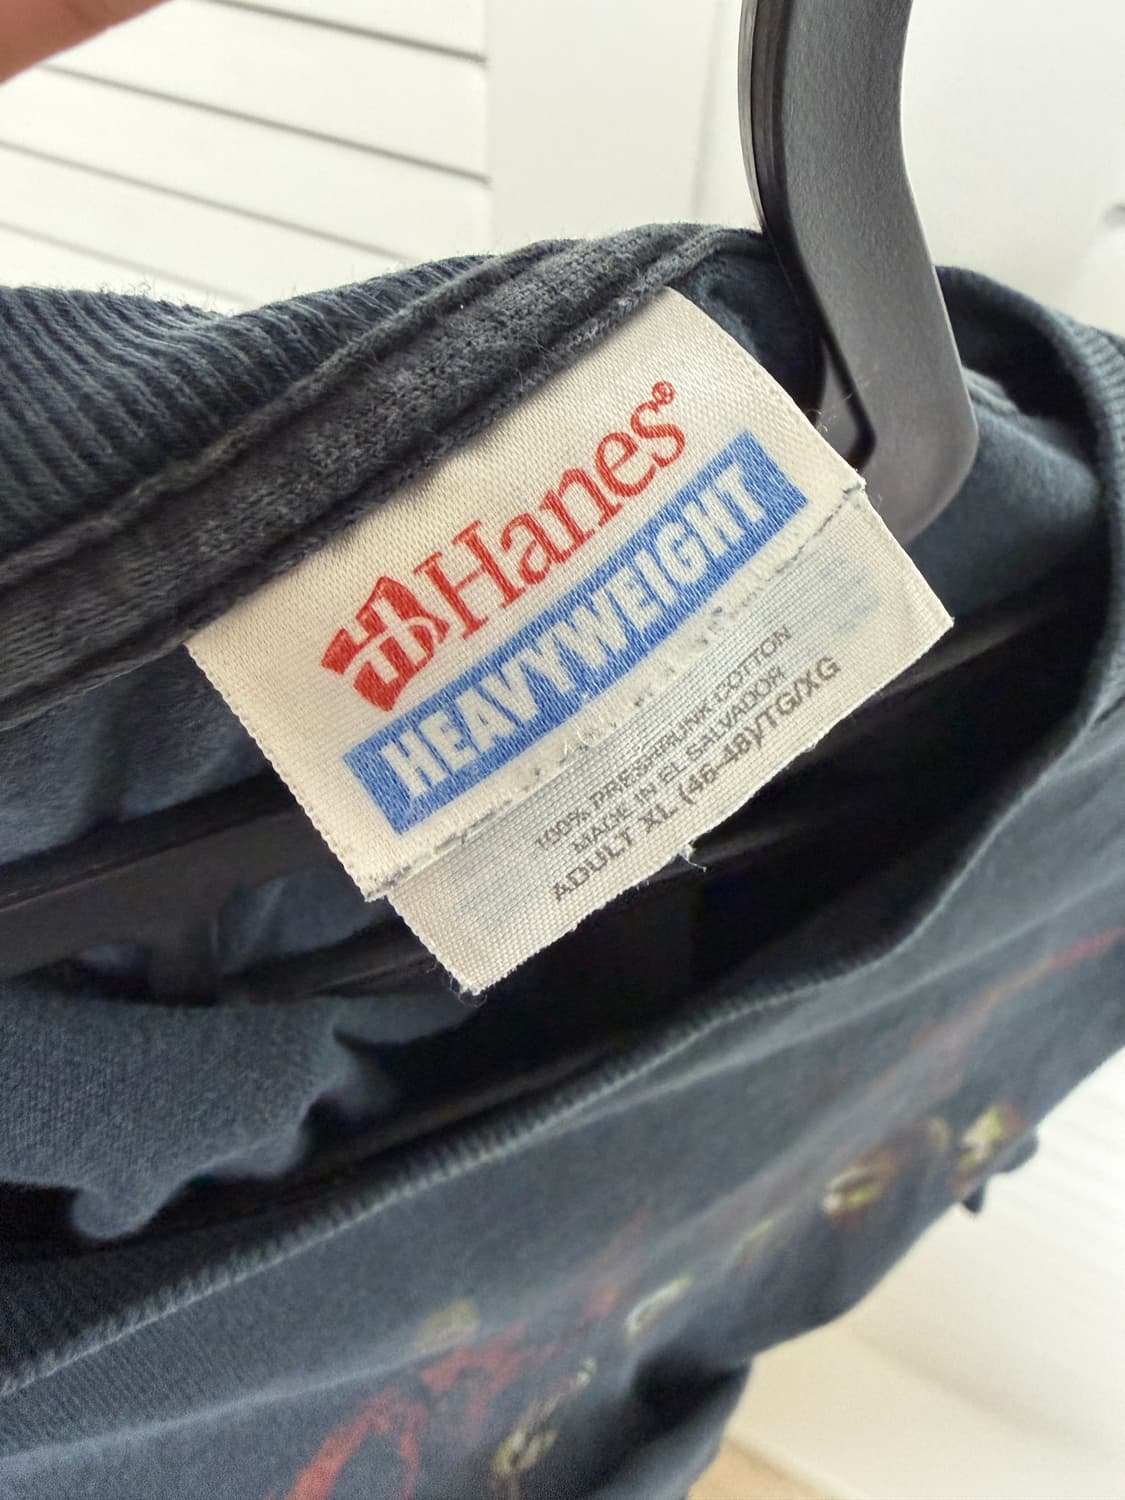 Hanes®
HEAVYWEIGHT
100% PRESHRUNK COTTON
MADE IN EL SALVADOR
ADULT XL (46-48)/TG/XG